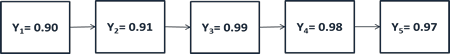 Y₁= 0.90
Y₂= 0.91
Y₃= 0.99
Y₄= 0.98
Y₅= 0.97